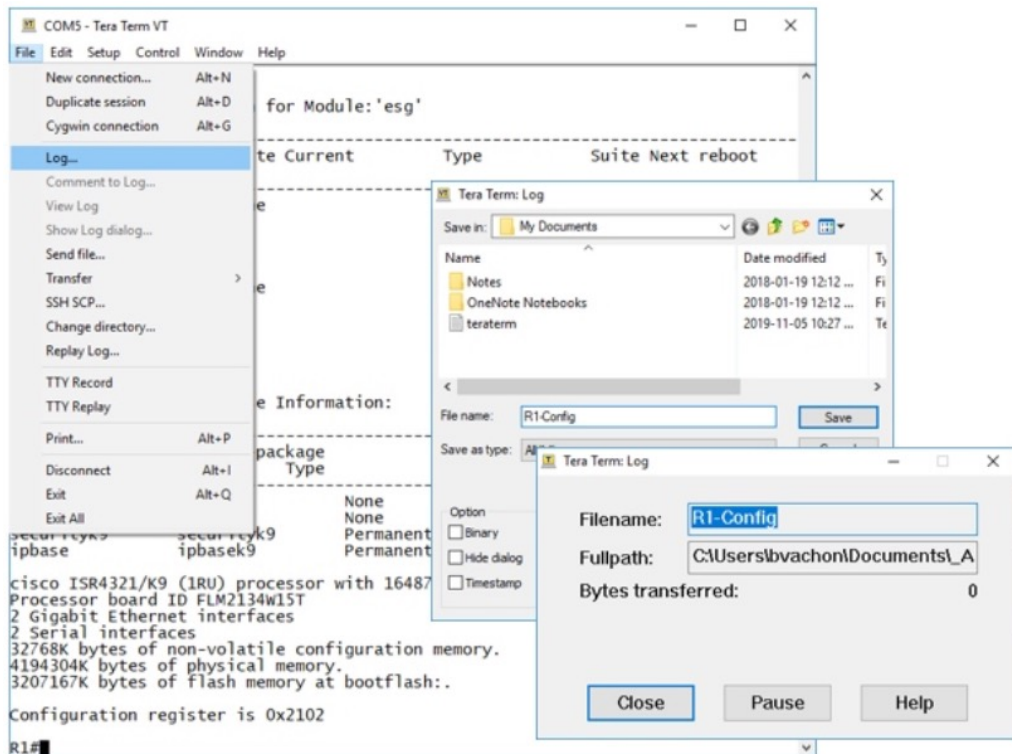 COM5 - Tera Term VT
File Edit Setup Control Window Help
New connection... Alt+N
Duplicate session Alt+D
Cygwin connection Alt+G
Log...
Comment to Log...
View Log
Show Log dialog...
Send file...
Transfer >
SSH SCP...
Change directory...
Replay Log...
TTY Record
TTY Replay
Print... Alt+P
Disconnect Alt+I
Exit Alt+Q
Exit All
for Module:'esg'
te Current Type Suite Next reboot
e
e
e Information:
package
Type
None
None
securityk9 securityk9 Permanent
ipbase ipbasek9 Permanent
cisco ISR4321/K9 (1RU) processor with 16487
Processor board ID FLM2134W15T
2 Gigabit Ethernet interfaces
2 Serial interfaces
32768K bytes of non-volatile configuration memory.
4194304K bytes of physical memory.
3207167K bytes of flash memory at bootflash:.
Configuration register is 0x2102
R1#
Tera Term: Log
Save in: My Documents
Name Date modified Ty
Notes 2018-01-19 12:12 ... Fi
OneNote Notebooks 2018-01-19 12:12 ... Fi
teraterm 2019-11-05 10:27 ... Te
File name: R1-Config Save
Save as type:
Option
Binary
Hide dialog
Timestamp
Tera Term: Log
Filename: R1-Config
Fullpath: C:\Users\bvachon\Documents\_A
Bytes transferred: 0
Close Pause Help